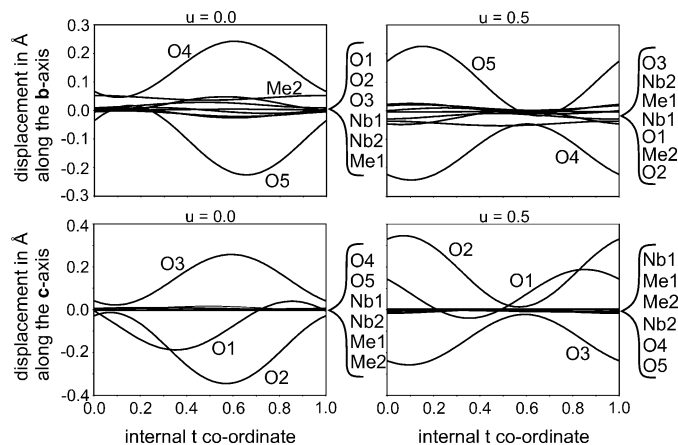 u = 0.0
u = 0.5
displacement in Å
along the b-axis
0.3
0.2
0.1
0.0
-0.1
-0.2
-0.3
O4
Me2
O5
O1
O2
O3
Nb1
Nb2
Me1
O5
O4
O3
Nb2
Me1
Nb1
O1
Me2
O2
u = 0.0
u = 0.5
displacement in Å
along the c-axis
0.4
0.2
0.0
-0.2
-0.4
O3
O1
O2
O4
O5
Nb1
Nb2
Me1
Me2
O2
O1
O3
Nb1
Me1
Me2
Nb2
O4
O5
0.0 0.2 0.4 0.6 0.8 1.0
0.0 0.2 0.4 0.6 0.8 1.0
internal t co-ordinate
internal t co-ordinate